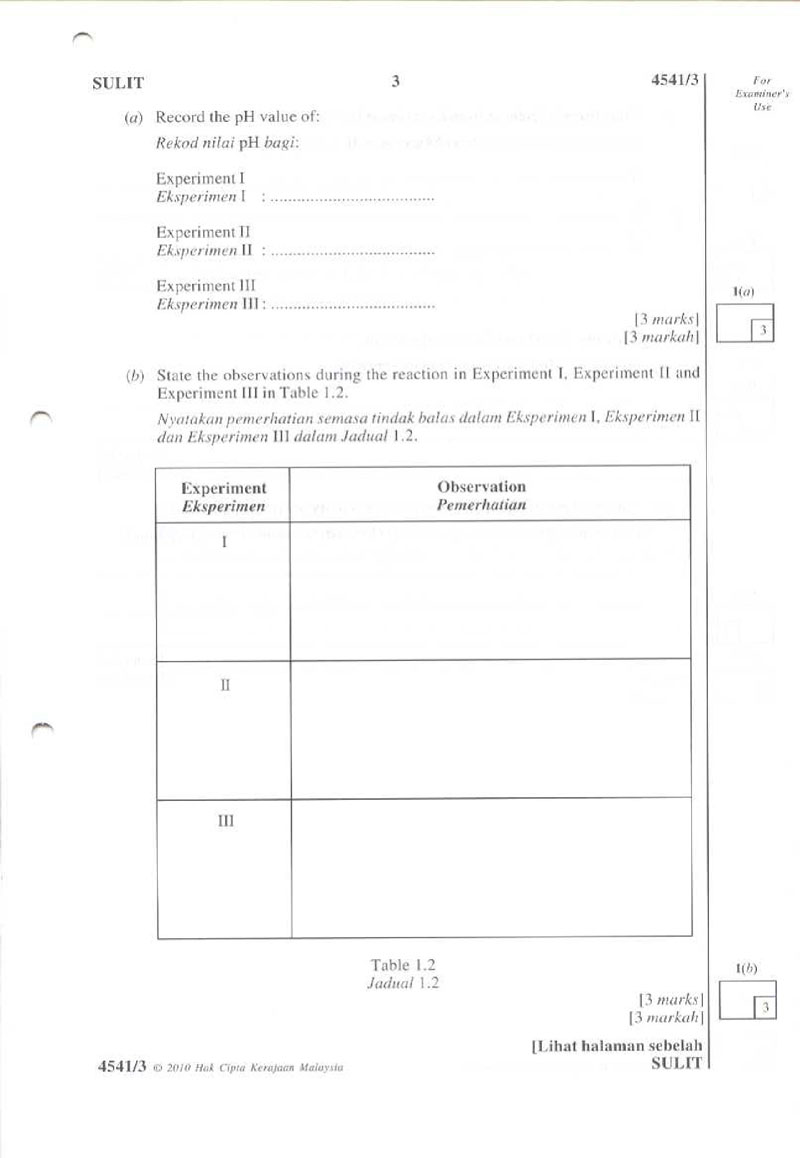 SULIT 3 4541/3
For
Examiner's
Use
(a) Record the pH value of:
Rekod nilai pH bagi:
Experiment I
Eksperimen I : ....................................
Experiment II
Eksperimen II : ....................................
Experiment III
Eksperimen III : ....................................
1(a)
[3 marks]
[3 markah]
3
(b) State the observations during the reaction in Experiment I, Experiment II and
Experiment III in Table 1.2.
Nyatakan pemerhatian semasa tindak balas dalam Eksperimen I, Eksperimen II
dan Eksperimen III dalam Jadual 1.2.
Experiment Observation
Eksperimen Pemerhatian
I
II
III
Table 1.2
Jadual 1.2
1(b)
[3 marks]
[3 markah]
3
[Lihat halaman sebelah
4541/3 © 2010 Hak Cipta Kerajaan Malaysia SULIT